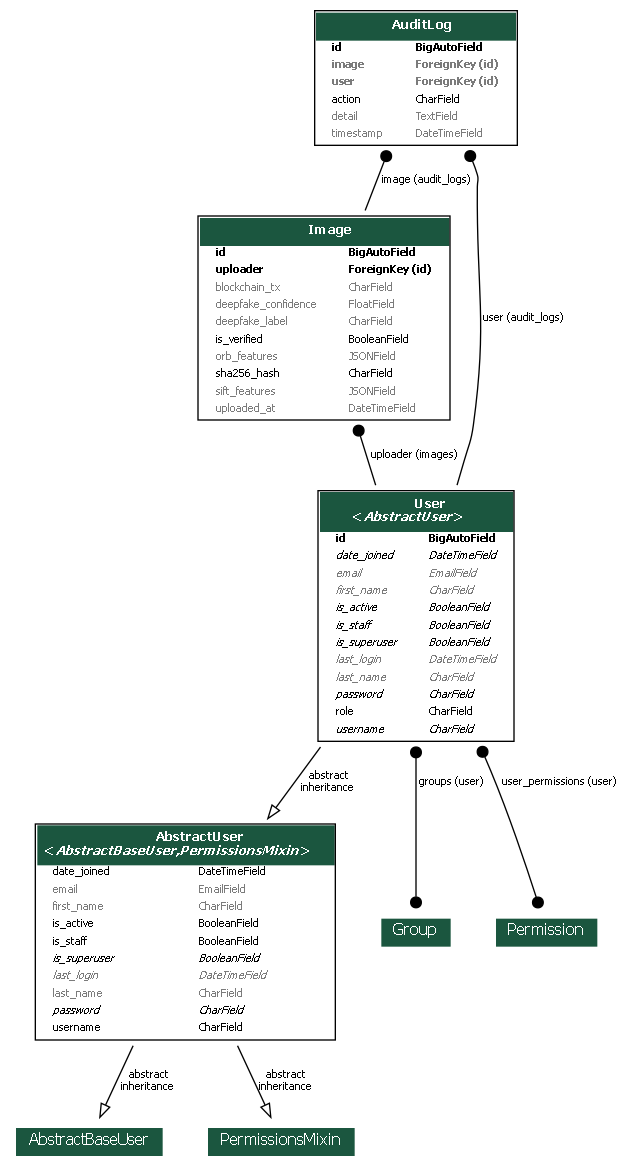 AuditLog
id BigAutoField
image ForeignKey (id)
user ForeignKey (id)
action CharField
detail TextField
timestamp DateTimeField
image (audit_logs)
Image
id BigAutoField
uploader ForeignKey (id)
blockchain_tx CharField
deepfake_confidence FloatField
deepfake_label CharField
is_verified BooleanField
orb_features JSONField
sha256_hash CharField
sift_features JSONField
uploaded_at DateTimeField
user (audit_logs)
uploader (images)
User
<AbstractUser>
id BigAutoField
date_joined DateTimeField
email EmailField
first_name CharField
is_active BooleanField
is_staff BooleanField
is_superuser BooleanField
last_login DateTimeField
last_name CharField
password CharField
role CharField
username CharField
abstract
inheritance
groups (user)
user_permissions (user)
AbstractUser
<AbstractBaseUser,PermissionsMixin>
date_joined DateTimeField
email EmailField
first_name CharField
is_active BooleanField
is_staff BooleanField
is_superuser BooleanField
last_login DateTimeField
last_name CharField
password CharField
username CharField
Group
Permission
abstract
inheritance
abstract
inheritance
AbstractBaseUser
PermissionsMixin